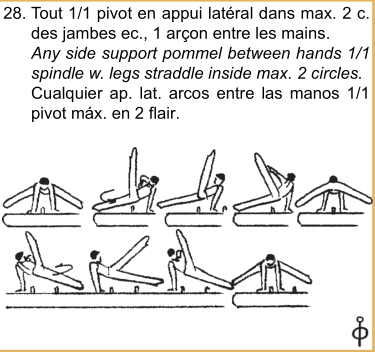 28. Tout 1/1 pivot en appui latéral dans max. 2 c.
des jambes ec., 1 arçon entre les mains.
Any side support pommel between hands 1/1
spindle w. legs straddle inside max. 2 circles.
Cualquier ap. lat. arcos entre las manos 1/1
pivot máx. en 2 flair.